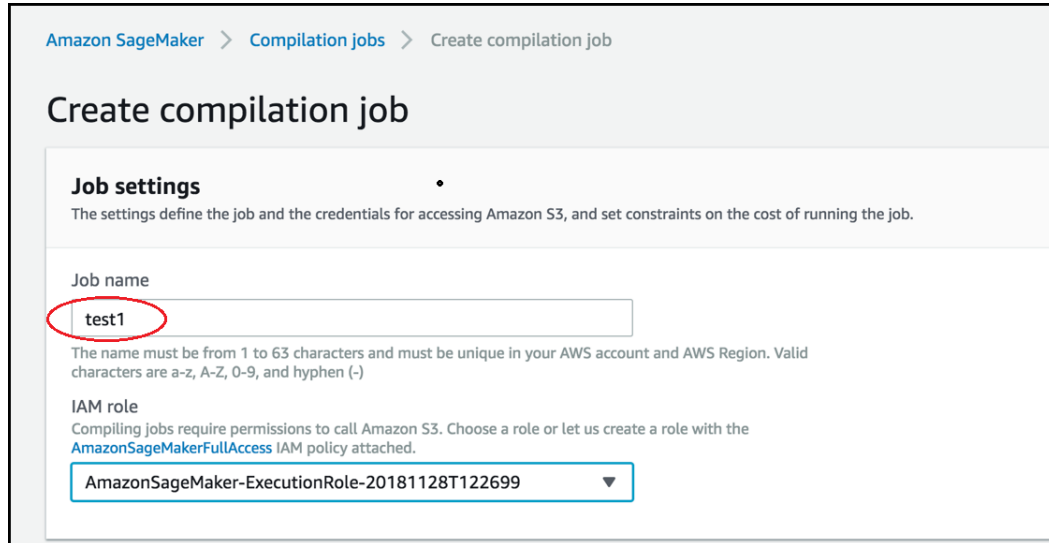 Amazon SageMaker > Compilation jobs > Create compilation job
Create compilation job
Job settings
The settings define the job and the credentials for accessing Amazon S3, and set constraints on the cost of running the job.
Job name
test1
The name must be from 1 to 63 characters and must be unique in your AWS account and AWS Region. Valid
characters are a-z, A-Z, 0-9, and hyphen (-)
IAM role
Compiling jobs require permissions to call Amazon S3. Choose a role or let us create a role with the
AmazonSageMakerFullAccess IAM policy attached.
AmazonSageMaker-ExecutionRole-20181128T122699